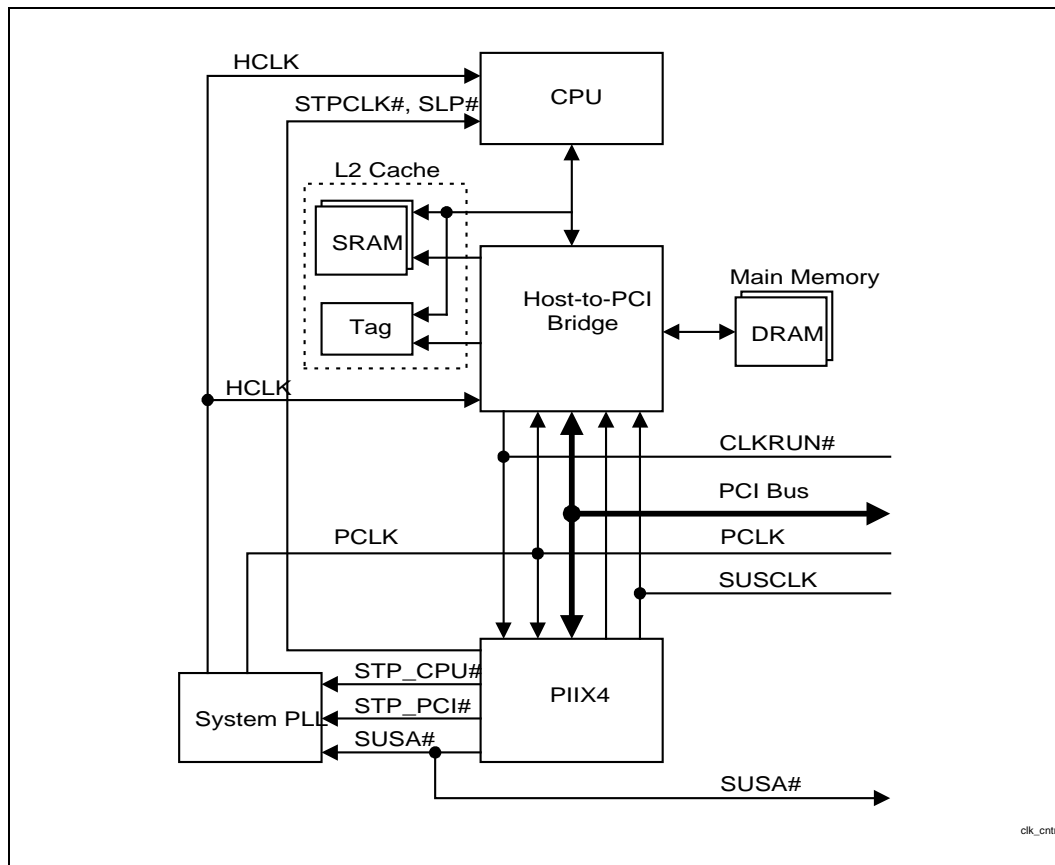 HCLK
CPU
STPCLK#, SLP#
L2 Cache
SRAM
Host-to-PCI
Bridge
Main Memory
DRAM
Tag
HCLK
CLKRUN#
PCI Bus
PCLK
PCLK
SUSCLK
STP_CPU#
PIIX4
STP_PCI#
System PLL
SUSA#
SUSA#